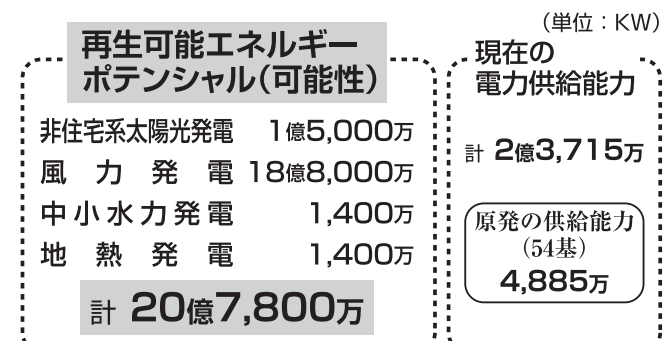 （単位：KW）
再生可能エネルギー
ポテンシャル（可能性）
非住宅系太陽光発電 1億5,000万
風力発電 18億8,000万
中小水力発電 1,400万
地熱発電 1,400万
計 20億7,800万
現在の
電力供給能力
計 2億3,715万
原発の供給能力
（54基）
4,885万